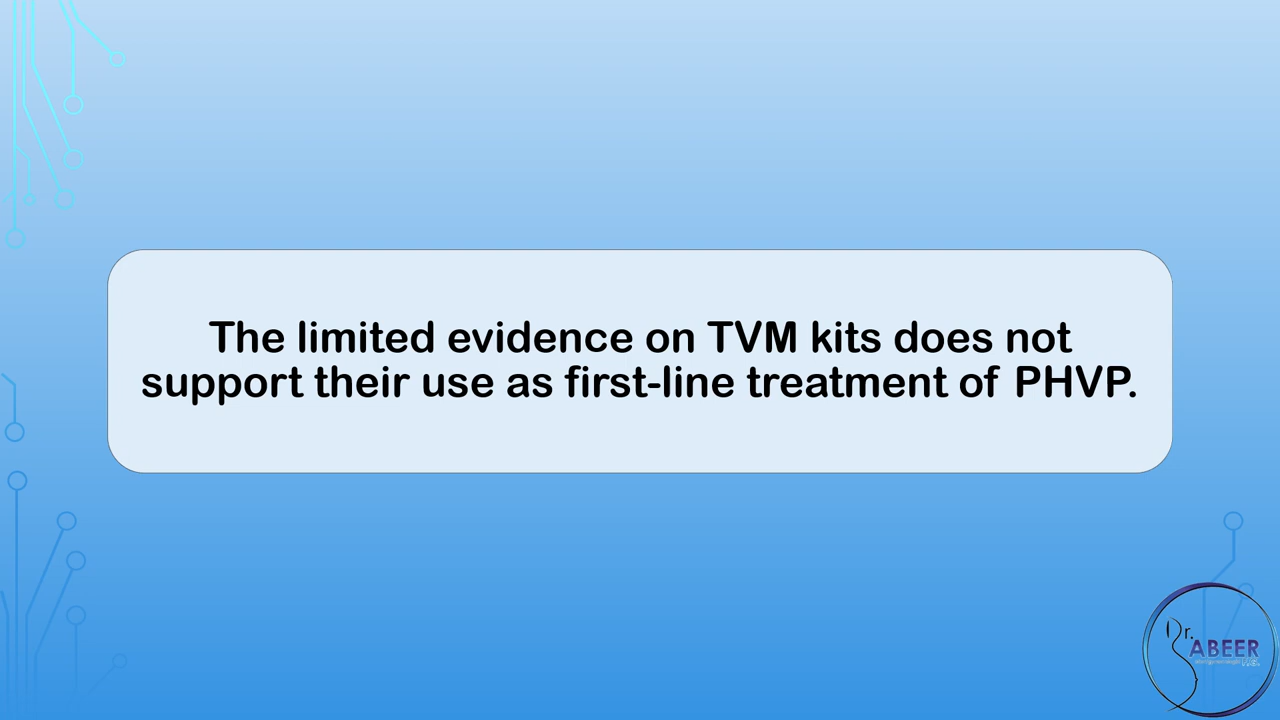 The limited evidence on TVM kits does not
support their use as first-line treatment of PHVP.
Dr.
ABEER